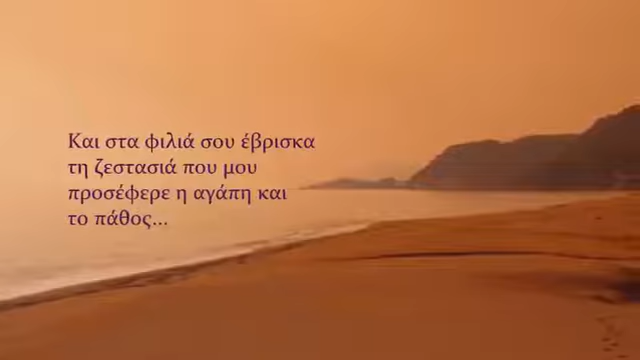 Και στα φιλιά σου έβρισκα
τη ζεστασιά που μου
προσέφερε η αγάπη και
το πάθος...